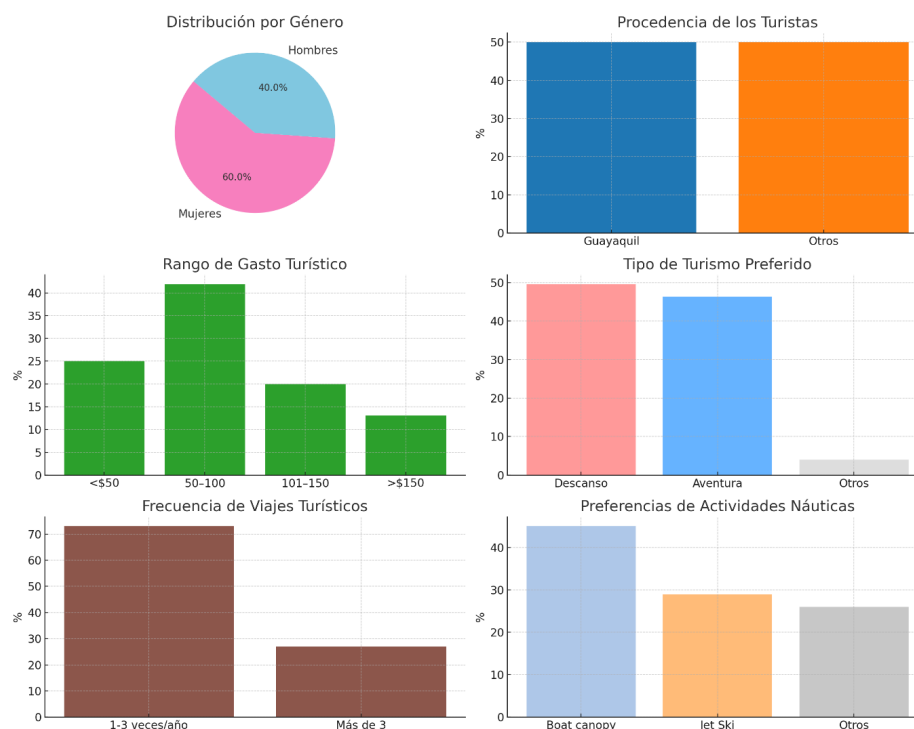 Distribución por Género
Hombres
40.0%
60.0%
Mujeres
Procedencia de los Turistas
50
40
30
20
10
0
%
Guayaquil
Otros
Rango de Gasto Turístico
40
35
30
25
20
15
10
5
0
%
<$50
50–100
101–150
>$150
Tipo de Turismo Preferido
50
40
30
20
10
0
%
Descanso
Aventura
Otros
Frecuencia de Viajes Turísticos
70
60
50
40
30
20
10
0
%
1-3 veces/año
Más de 3
Preferencias de Actividades Náuticas
40
30
20
10
0
%
Boat canopy
Jet Ski
Otros